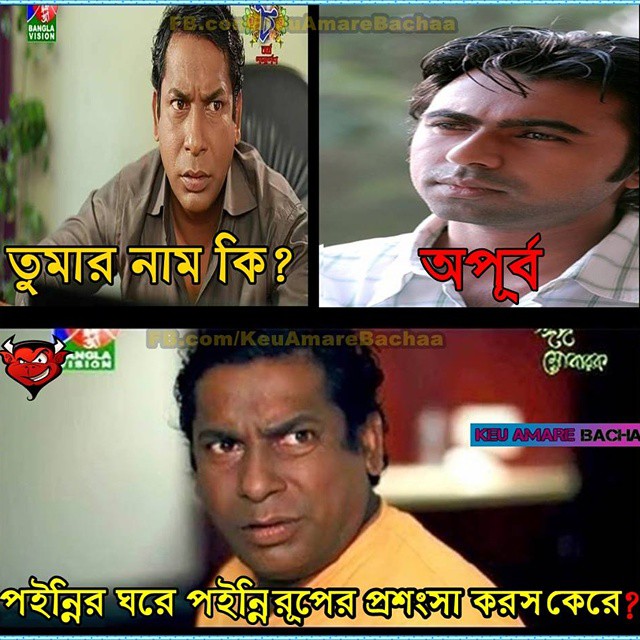 BANGLA
VISION
FB.com/KeuAmareBachaa
তুমার নাম কি?
অপূর্ব
FB.com/KeuAmareBachaa
BANGLA
VISION
ঈদ
মোবারক
KEU AMARE BACHA
পইন্নির ঘরে পইন্নি রূপের প্রশংসা করস কেরে?